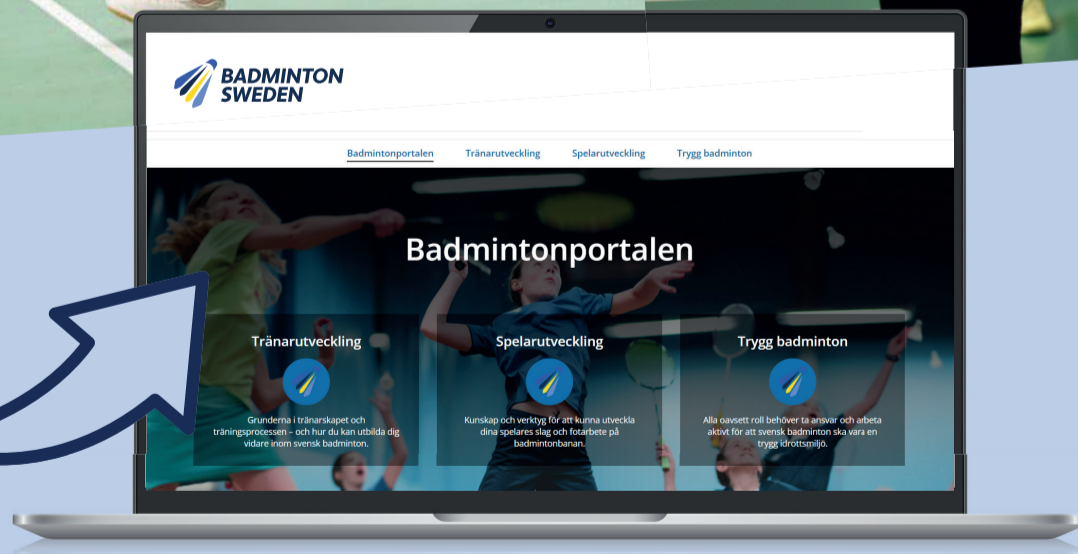 BADMINTON
SWEDEN
Badmintonportalen Tränarutveckling Spelarutveckling Trygg badminton
Badmintonportalen
Tränarutveckling
Grunderna i tränarskapet och
träningsprocessen – och hur du kan utbilda dig
vidare inom svensk badminton.
Spelarutveckling
Kunskap och verktyg för att kunna utveckla
dina spelares slag och fotarbete på
badmintonbanan.
Trygg badminton
Alla oavsett roll behöver ta ansvar och arbeta
aktivt för att svensk badminton ska vara en
trygg idrottsmiljö.